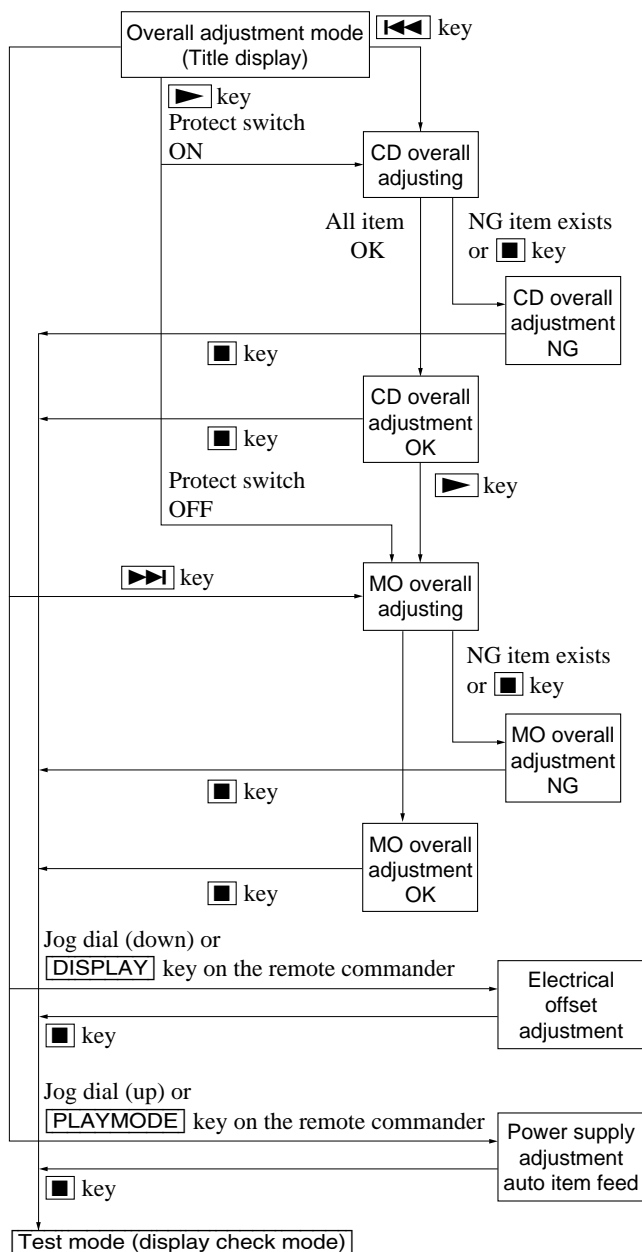 Overall adjustment mode
(Title display)
key
key
Protect switch
ON
CD overall
adjusting
All item
OK
NG item exists
or key
CD overall
adjustment
NG
key
CD overall
adjustment
OK
key
key
Protect switch
OFF
key
MO overall
adjusting
NG item exists
or key
MO overall
adjustment
NG
key
MO overall
adjustment
OK
key
Jog dial (down) or
DISPLAY key on the remote commander
Electrical
offset
adjustment
key
Jog dial (up) or
PLAYMODE key on the remote commander
Power supply
adjustment
auto item feed
key
Test mode (display check mode)